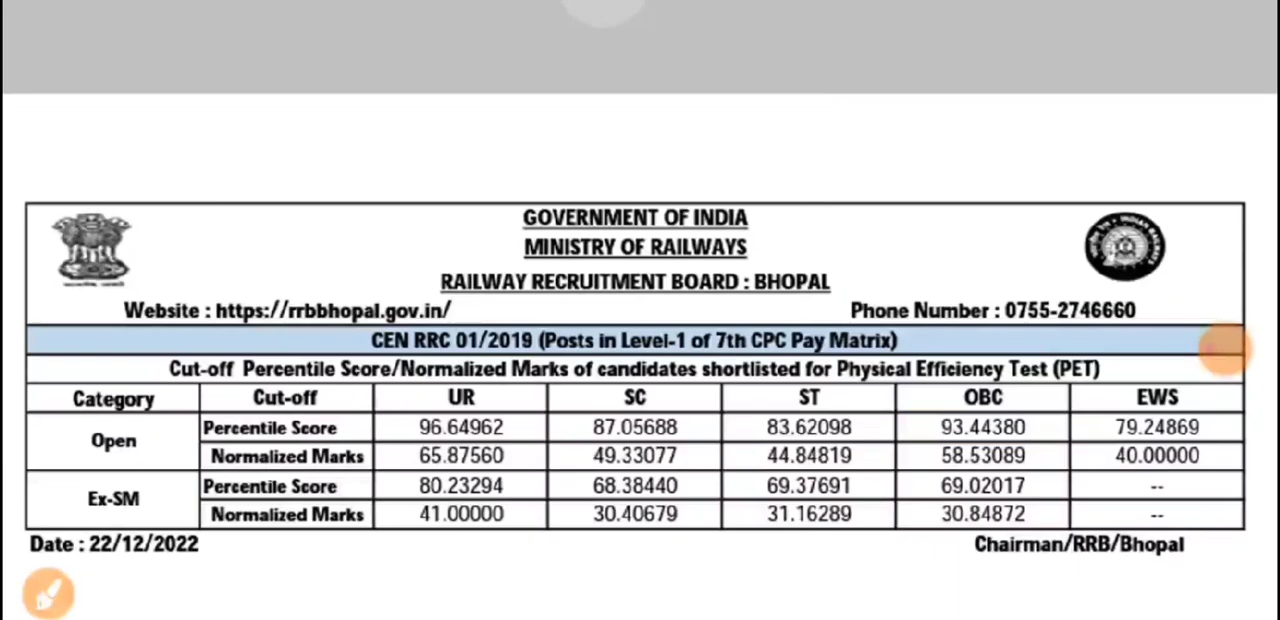 GOVERNMENT OF INDIA
MINISTRY OF RAILWAYS
RAILWAY RECRUITMENT BOARD : BHOPAL
Website : https://rrbbhopal.gov.in/ Phone Number : 0755-2746660
CEN RRC 01/2019 (Posts in Level-1 of 7th CPC Pay Matrix)
Cut-off Percentile Score/Normalized Marks of candidates shortlisted for Physical Efficiency Test (PET)
Category Cut-off UR SC ST OBC EWS
Open Percentile Score 96.64962 87.05688 83.62098 93.44380 79.24869
Normalized Marks 65.87560 49.33077 44.84819 58.53089 40.00000
Ex-SM Percentile Score 80.23294 68.38440 69.37691 69.02017 --
Normalized Marks 41.00000 30.40679 31.16289 30.84872 --
Date : 22/12/2022 Chairman/RRB/Bhopal